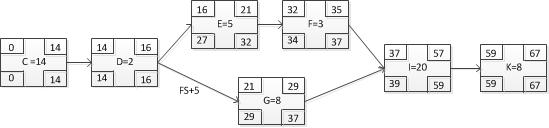 16 21
E=5
27 32
32 35
F=3
34 37
0 14
C =14
0 14
14 16
D=2
14 16
FS+5
21 29
G=8
29 37
37 57
I=20
39 59
59 67
K=8
59 67